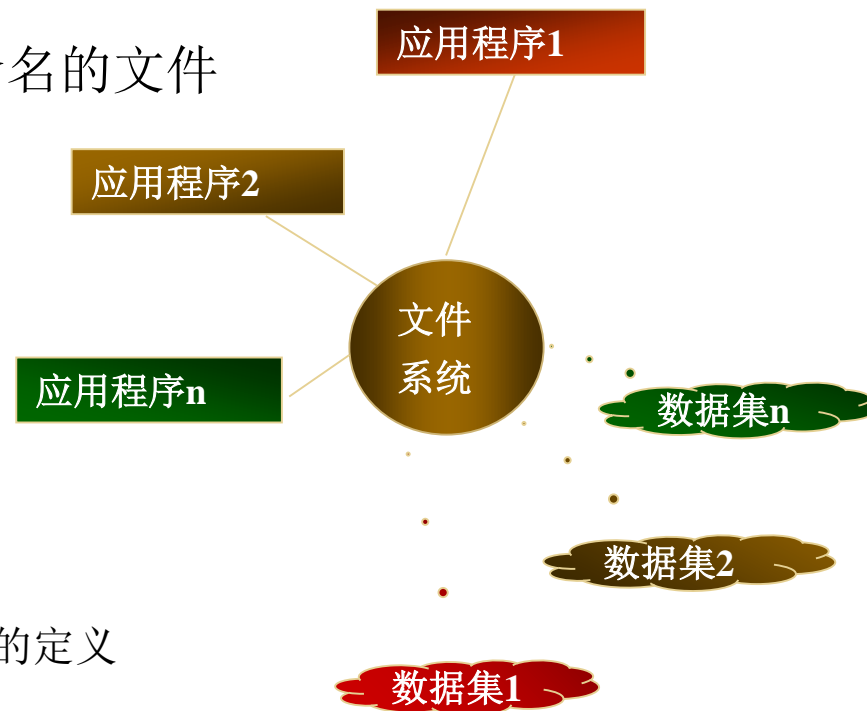 应用程序1
名的文件
应用程序2
文件
系统
应用程序n
数据集n
数据集2
的定义
数据集1